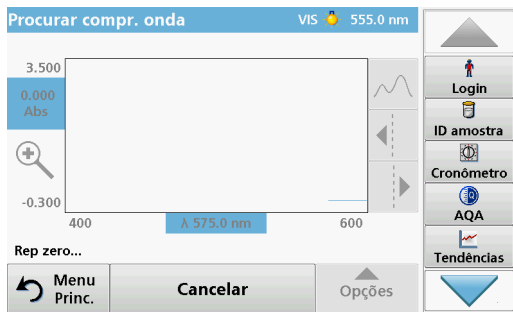 Procurar compr. onda VIS 555.0 nm
3.500
0.000
Abs
-0.300
400 λ 575.0 nm 600
Rep zero...
Menu
Princ.
Cancelar
Opções
Login
ID amostra
Cronômetro
AQA
Tendências